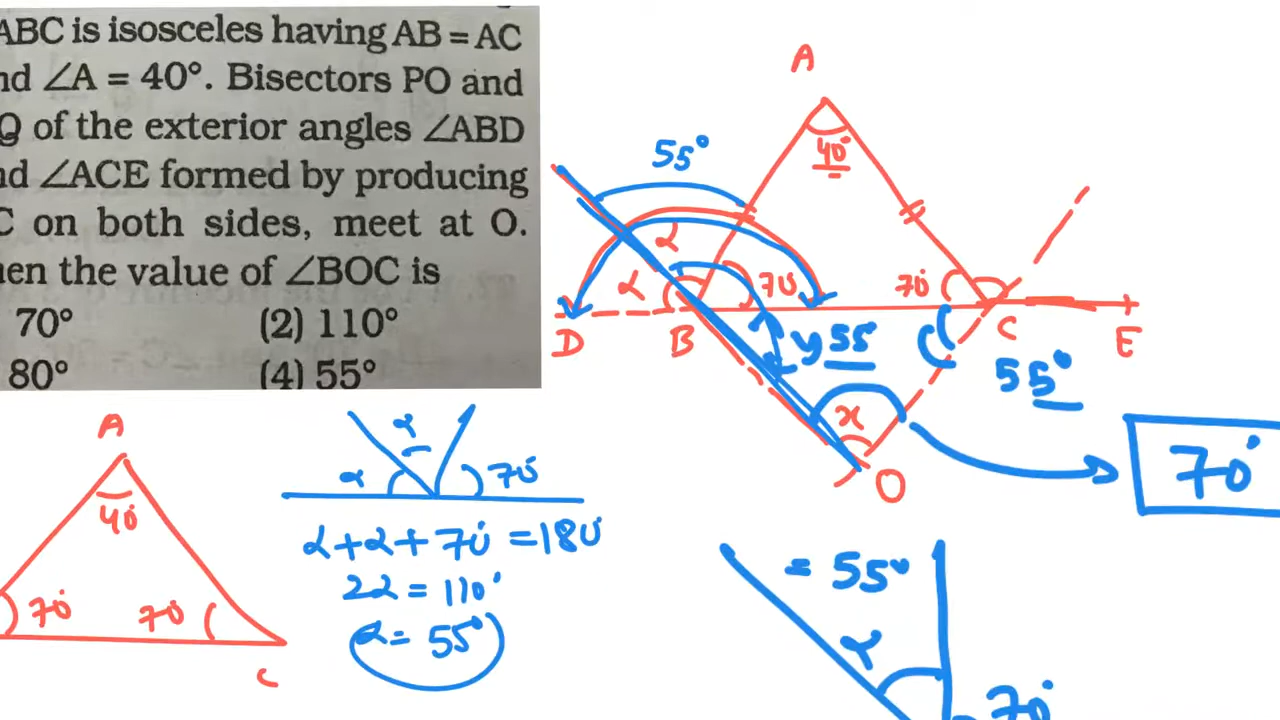 ABC is isosceles having AB = AC
nd ∠A = 40°. Bisectors PO and
Q of the exterior angles ∠ABD
nd ∠ACE formed by producing
C on both sides, meet at O.
en the value of ∠BOC is
70° (2) 110°
80° (4) 55°
A
40°
55°
α
α
70
70°
D
B
y 55
C
E
55°
x
O
70°
A
40°
70°
70°
C
α
α
70°
α+α+70°=180°
2α=110°
α=55°
= 55°
α
70°